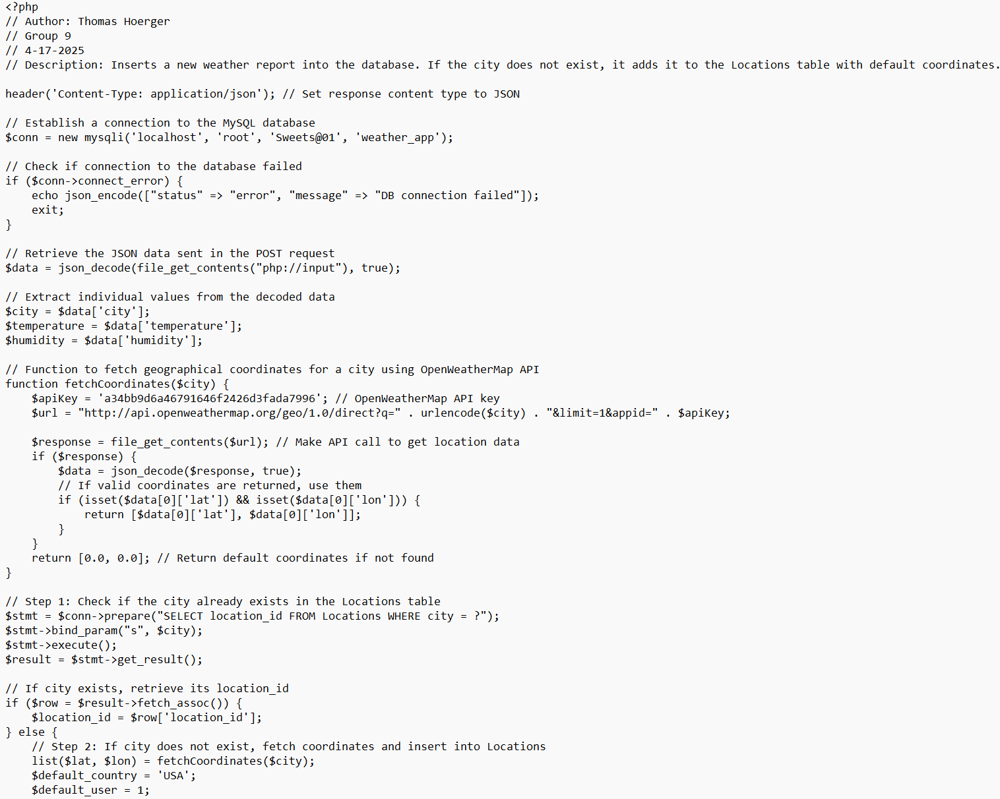 <?php
// Author: Thomas Hoerger
// Group 9
// 4-17-2025
// Description: Inserts a new weather report into the database. If the city does not exist, it adds it to the Locations table with default coordinates.
header('Content-Type: application/json'); // Set response content type to JSON
// Establish a connection to the MySQL database
$conn = new mysqli('localhost', 'root', 'Sweets@01', 'weather_app');
// Check if connection to the database failed
if ($conn->connect_error) {
    echo json_encode(["status" => "error", "message" => "DB connection failed"]);
    exit;
}
// Retrieve the JSON data sent in the POST request
$data = json_decode(file_get_contents("php://input"), true);
// Extract individual values from the decoded data
$city = $data['city'];
$temperature = $data['temperature'];
$humidity = $data['humidity'];
// Function to fetch geographical coordinates for a city using OpenWeatherMap API
function fetchCoordinates($city) {
    $apiKey = 'a34bb9d6a46791646f2426d3fada7996'; // OpenWeatherMap API key
    $url = "http://api.openweathermap.org/geo/1.0/direct?q=" . urlencode($city) . "&limit=1&appid=" . $apiKey;
    $response = file_get_contents($url); // Make API call to get location data
    if ($response) {
        $data = json_decode($response, true);
        // If valid coordinates are returned, use them
        if (isset($data[0]['lat']) && isset($data[0]['lon'])) {
            return [$data[0]['lat'], $data[0]['lon']];
        }
    }
    return [0.0, 0.0]; // Return default coordinates if not found
}
// Step 1: Check if the city already exists in the Locations table
$stmt = $conn->prepare("SELECT location_id FROM Locations WHERE city = ?");
$stmt->bind_param("s", $city);
$stmt->execute();
$result = $stmt->get_result();
// If city exists, retrieve its location_id
if ($row = $result->fetch_assoc()) {
    $location_id = $row['location_id'];
} else {
    // Step 2: If city does not exist, fetch coordinates and insert into Locations
    list($lat, $lon) = fetchCoordinates($city);
    $default_country = 'USA';
    $default_user = 1;